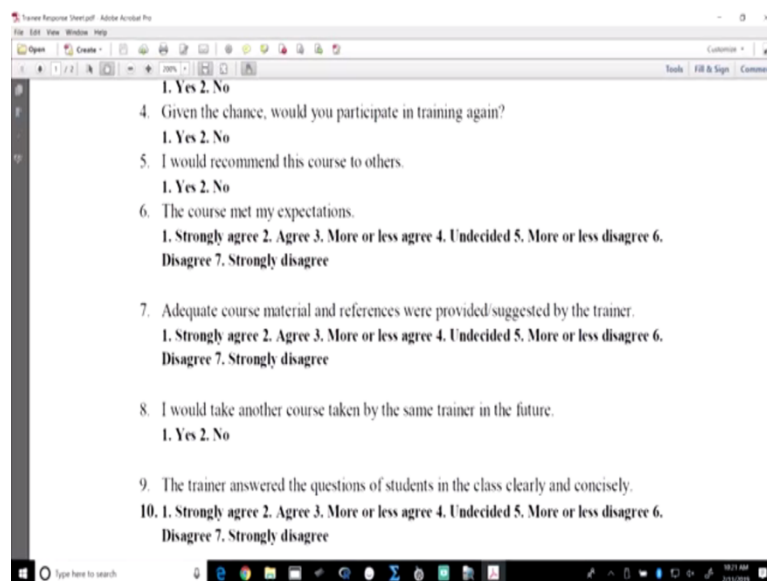 Trainee Response Sheet.pdf - Adobe Acrobat Pro
File Edit View Window Help
Open Create Customize
1 / 2 200% Tools Fill & Sign Comment
1. Yes 2. No
4. Given the chance, would you participate in training again?
1. Yes 2. No
5. I would recommend this course to others.
1. Yes 2. No
6. The course met my expectations.
1. Strongly agree 2. Agree 3. More or less agree 4. Undecided 5. More or less disagree 6.
Disagree 7. Strongly disagree
7. Adequate course material and references were provided/suggested by the trainer.
1. Strongly agree 2. Agree 3. More or less agree 4. Undecided 5. More or less disagree 6.
Disagree 7. Strongly disagree
8. I would take another course taken by the same trainer in the future.
1. Yes 2. No
9. The trainer answered the questions of students in the class clearly and concisely.
10. 1. Strongly agree 2. Agree 3. More or less agree 4. Undecided 5. More or less disagree 6.
Disagree 7. Strongly disagree
Type here to search 10:21 AM